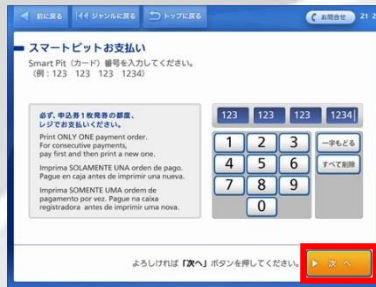 前に戻る ジャンルに戻る トップに戻る お問合せ 21 2
スマートピットお支払い
Smart Pit（カード）番号を入力してください。
（例：123 123 123 1234）
必ず、申込券1枚発券の都度、
レジでお支払いください。
Print ONLY ONE payment order.
For consecutive payments,
pay first and then print a new one.
Imprima SOLAMENTE UNA orden de pago.
Pague en caja antes de imprimir una nueva.
Imprima SOMENTE UMA ordem de
pagamento por vez. Pague na caixa
registradora antes de imprimir uma nova.
123 123 123 1234
1 2 3 一字もどる
4 5 6 すべて削除
7 8 9
0
よろしければ「次へ」ボタンを押してください。 次 へ